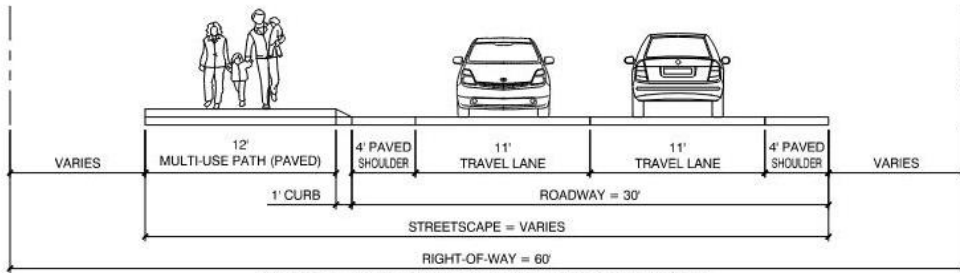 VARIES
12'
MULTI-USE PATH (PAVED)
4' PAVED
SHOULDER
11'
TRAVEL LANE
11'
TRAVEL LANE
4' PAVED
SHOULDER
VARIES
1' CURB
ROADWAY = 30'
STREETSCAPE = VARIES
RIGHT-OF-WAY = 60'